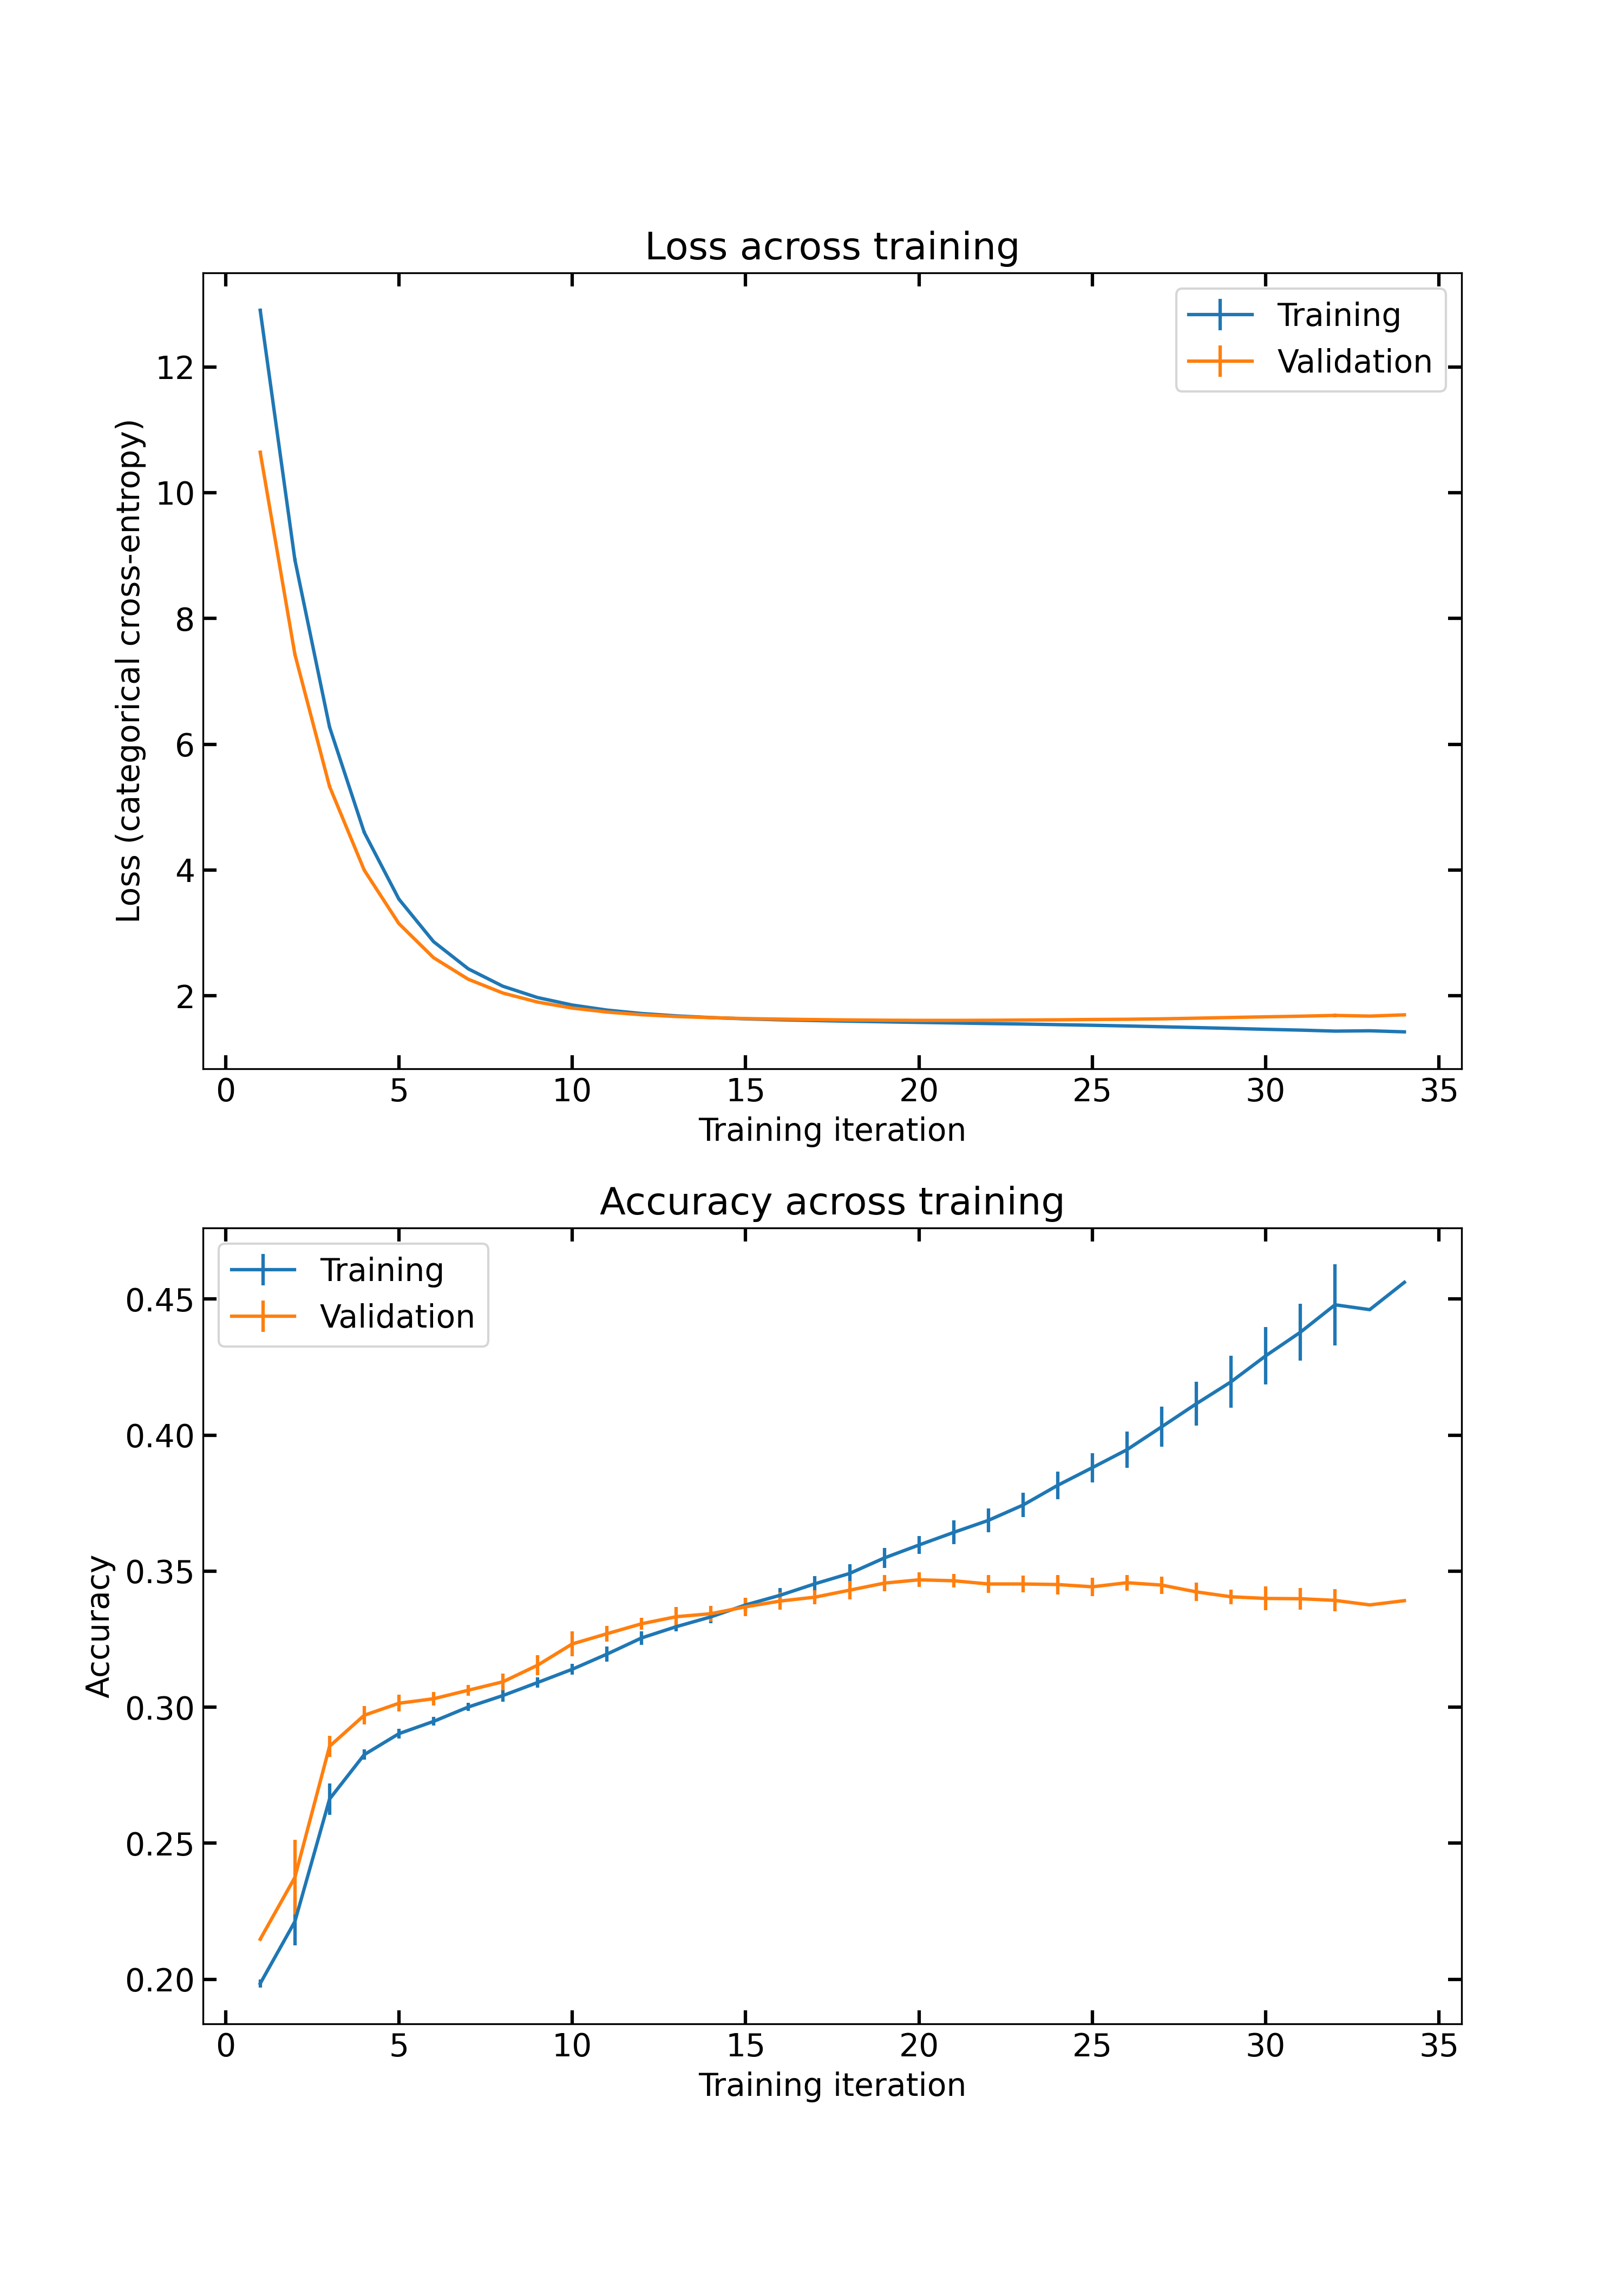 Loss across training
Training
Validation
12
10
8
6
4
2
Loss (categorical cross-entropy)
0 5 10 15 20 25 30 35
Training iteration
Accuracy across training
Training
Validation
0.45
0.40
0.35
0.30
0.25
0.20
Accuracy
0 5 10 15 20 25 30 35
Training iteration